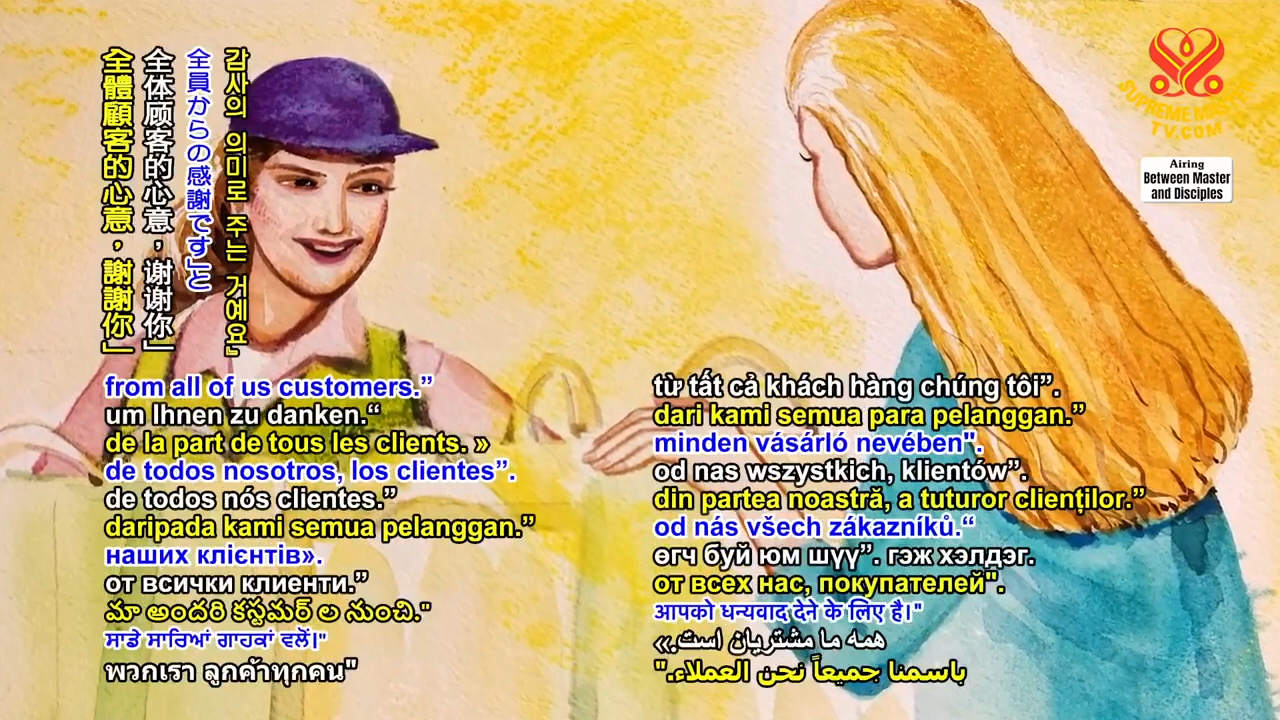 감사의 의미로 주는 거예요』
全員からの感謝です」と
全体顾客的心意，谢谢你」
全體顧客的心意，謝謝你」
SUPREME MASTER
TV.COM
Airing
Between Master
and Disciples
from all of us customers.”
um Ihnen zu danken.“
de la part de tous les clients. »
de todos nosotros, los clientes”.
de todos nós clientes.”
daripada kami semua pelanggan.”
наших клієнтів».
от всички клиенти.”
మా అందరి కస్టమర్ ల నుంచి."
ਸਾਡੇ ਸਾਰਿਆਂ ਗਾਹਕਾਂ ਵਲੋਂ।"
พวกเรา ลูกค้าทุกคน"
từ tất cả khách hàng chúng tôi”.
dari kami semua para pelanggan.”
minden vásárló nevében".
od nas wszystkich, klientów”.
din partea noastră, a tuturor clienților.”
od nás všech zákazníků.“
өгч буй юм шүү”. гэж хэлдэг.
от всех нас, покупателей".
आपको धन्यवाद देने के लिए है।"
همه ما مشتریان است.»
باسمنا جميعاً نحن العملاء."